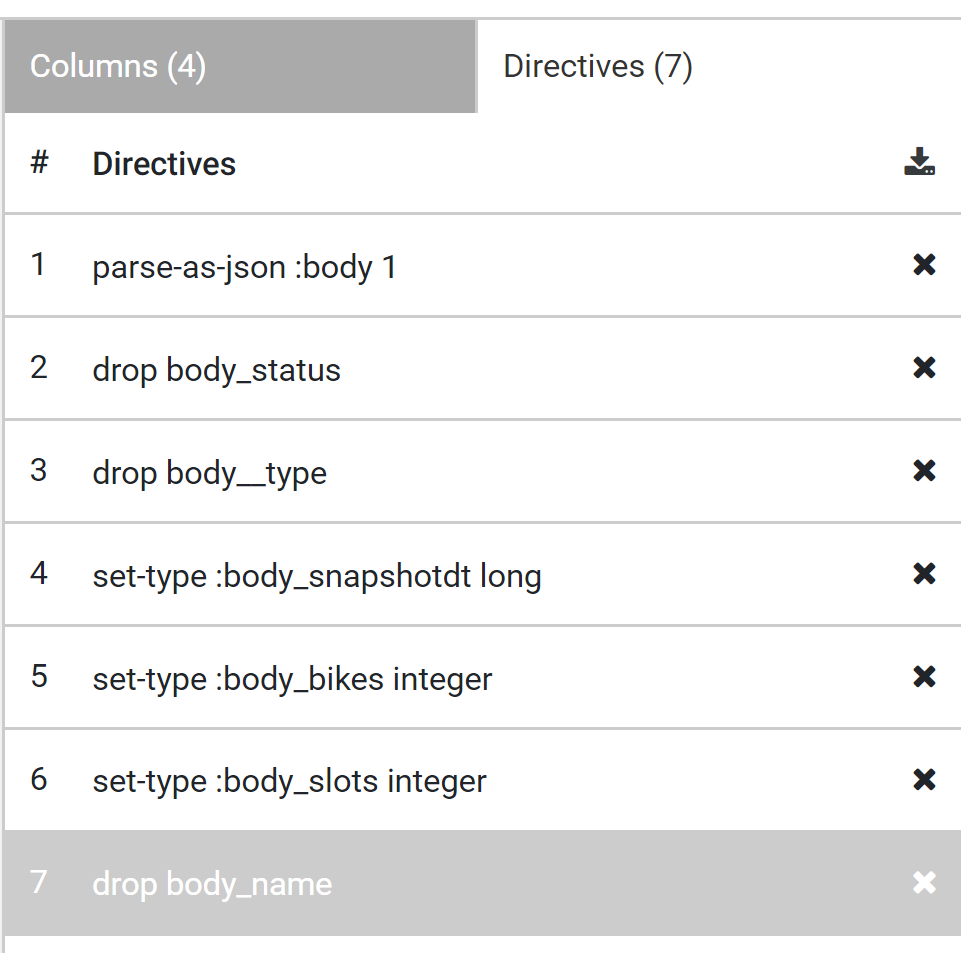 Columns (4)
Directives (7)
# Directives
1 parse-as-json :body 1
2 drop body_status
3 drop body__type
4 set-type :body_snapshotdt long
5 set-type :body_bikes integer
6 set-type :body_slots integer
7 drop body_name